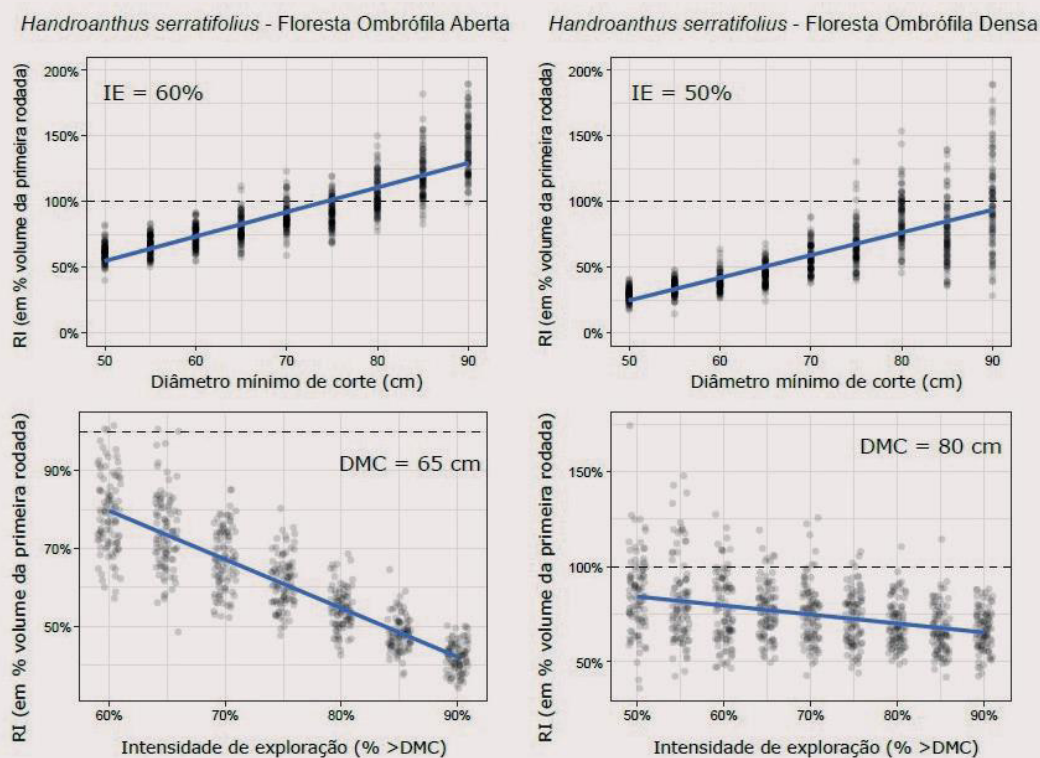 Handroanthus serratifolius - Floresta Ombrófila Aberta
RI (em % volume da primeira rodada)
200%
150%
100%
50%
0%
IE = 60%
50
60
70
80
90
Diâmetro mínimo de corte (cm)
Handroanthus serratifolius - Floresta Ombrófila Densa
RI (em % volume da primeira rodada)
200%
150%
100%
50%
0%
IE = 50%
50
60
70
80
90
Diâmetro mínimo de corte (cm)
RI (em % volume da primeira rodada)
90%
70%
50%
DMC = 65 cm
60%
70%
80%
90%
Intensidade de exploração (% >DMC)
RI (em % volume da primeira rodada)
150%
100%
50%
DMC = 80 cm
50%
60%
70%
80%
90%
Intensidade de exploração (% >DMC)